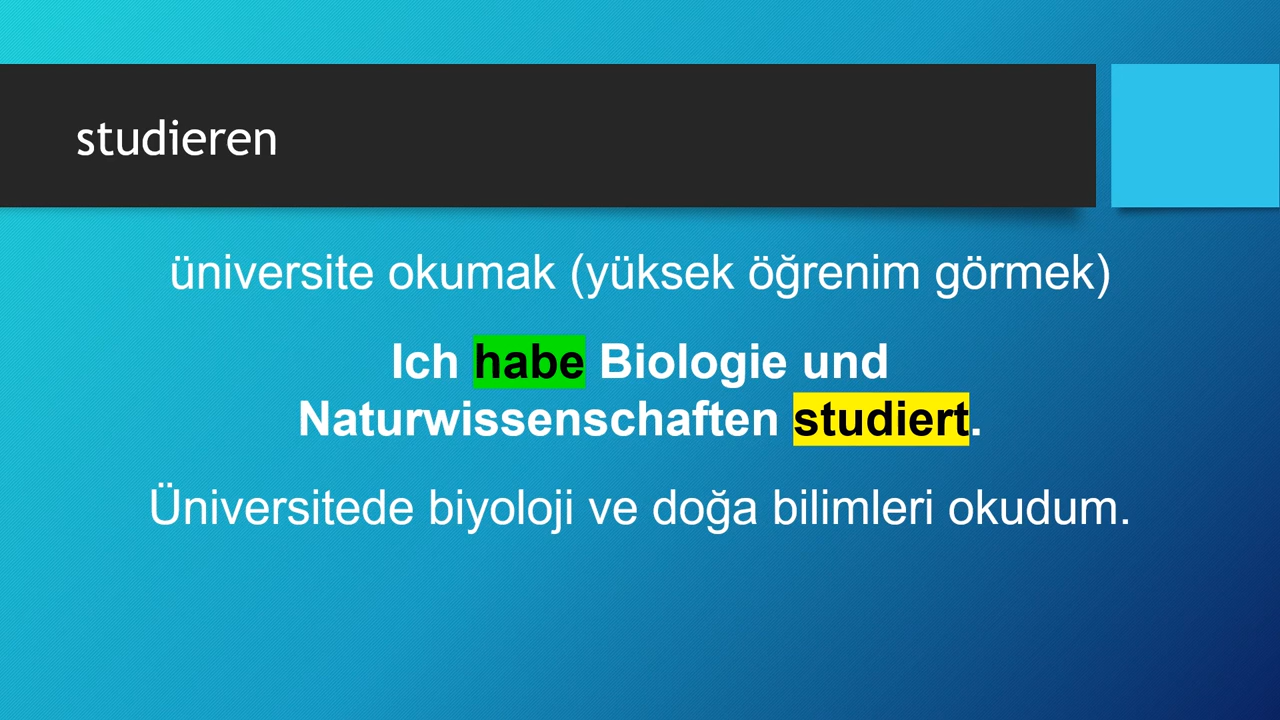 studieren
üniversite okumak (yüksek öğrenim görmek)
Ich habe Biologie und
Naturwissenschaften studiert.
Üniversitede biyoloji ve doğa bilimleri okudum.